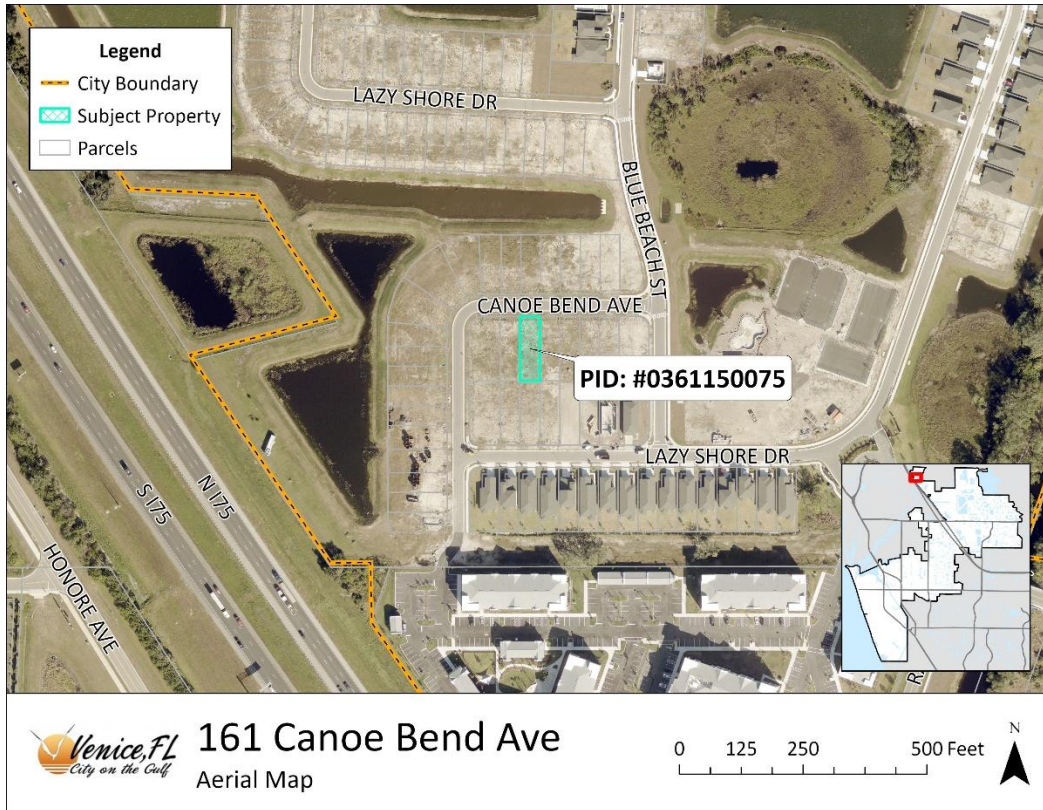 Legend
City Boundary
Subject Property
Parcels
LAZY SHORE DR
BLUE BEACH ST
CANOE BEND AVE
PID: #0361150075
LAZY SHORE DR
S I75
N I75
HONORE AVE
R
Venice, FL
City on the Gulf
161 Canoe Bend Ave
Aerial Map
0 125 250 500 Feet
N